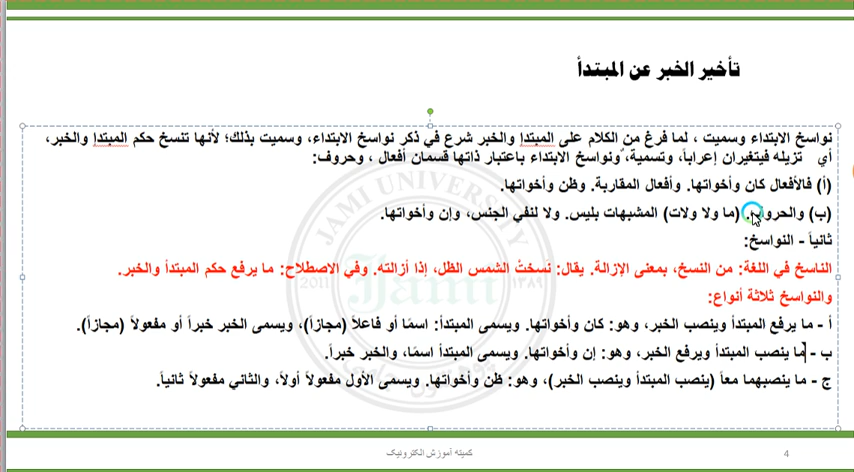 تأخير الخبر عن المبتدأ
نواسخ الابتداء وسميت ، لما فرغ من الكلام على المبتدا والخبر شرع في ذكر نواسخ الابتداء، وسميت بذلك؛ لأنها تنسخ حكم المبتدا والخبر،
أي تزيله فيتغيران إعراباً، وتسمية، ونواسخ الابتداء باعتبار ذاتها قسمان أفعال ، وحروف:
(أ) فالأفعال كان وأخواتها. وأفعال المقاربة. وظن وأخواتها.
(ب) والحروف. (ما ولا ولات) المشبهات بليس. ولا لنفي الجنس، وإن وأخواتها.
ثانياً - النواسخ:
الناسخ في اللغة: من النسخ، بمعنى الإزالة. يقال: نسختُ الشمس الظل، إذا أزالته. وفي الاصطلاح: ما يرفع حكم المبتدأ والخبر.
والنواسخ ثلاثة أنواع:
أ - ما يرفع المبتدأ وينصب الخبر، وهو: كان وأخواتها. ويسمى المبتدأ: اسمًا أو فاعلاً (مجازاً)، ويسمى الخبر خبراً أو مفعولاً (مجازاً).
ب - ما ينصب المبتدأ ويرفع الخبر، وهو: إن وأخواتها. ويسمى المبتدأ اسمًا، والخبر خبراً.
ج - ما ينصبهما معاً (ينصب المبتدأ وينصب الخبر)، وهو: ظن وأخواتها. ويسمى الأول مفعولاً أولاً، والثاني مفعولاً ثانياً.
JAMI UNIVERSITY
2011
Jami
۱۳۸۹
کمیته آموزش الکترونیک
4